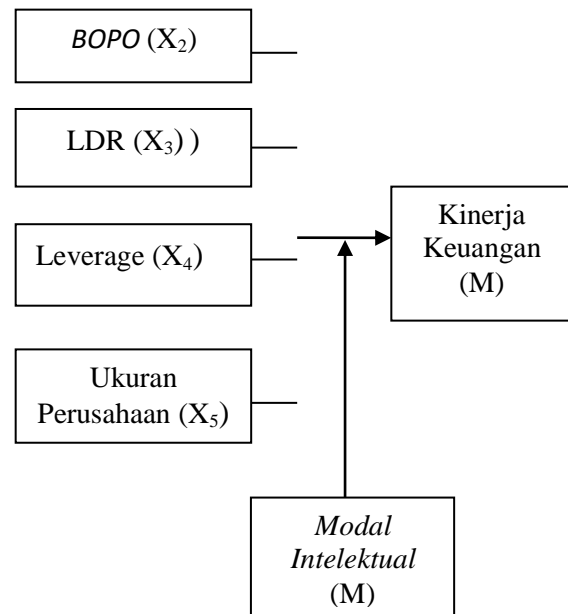 BOPO (X₂)
LDR (X₃) )
Leverage (X₄)
Kinerja
Keuangan
(M)
Ukuran
Perusahaan (X₅)
Modal
Intelektual
(M)